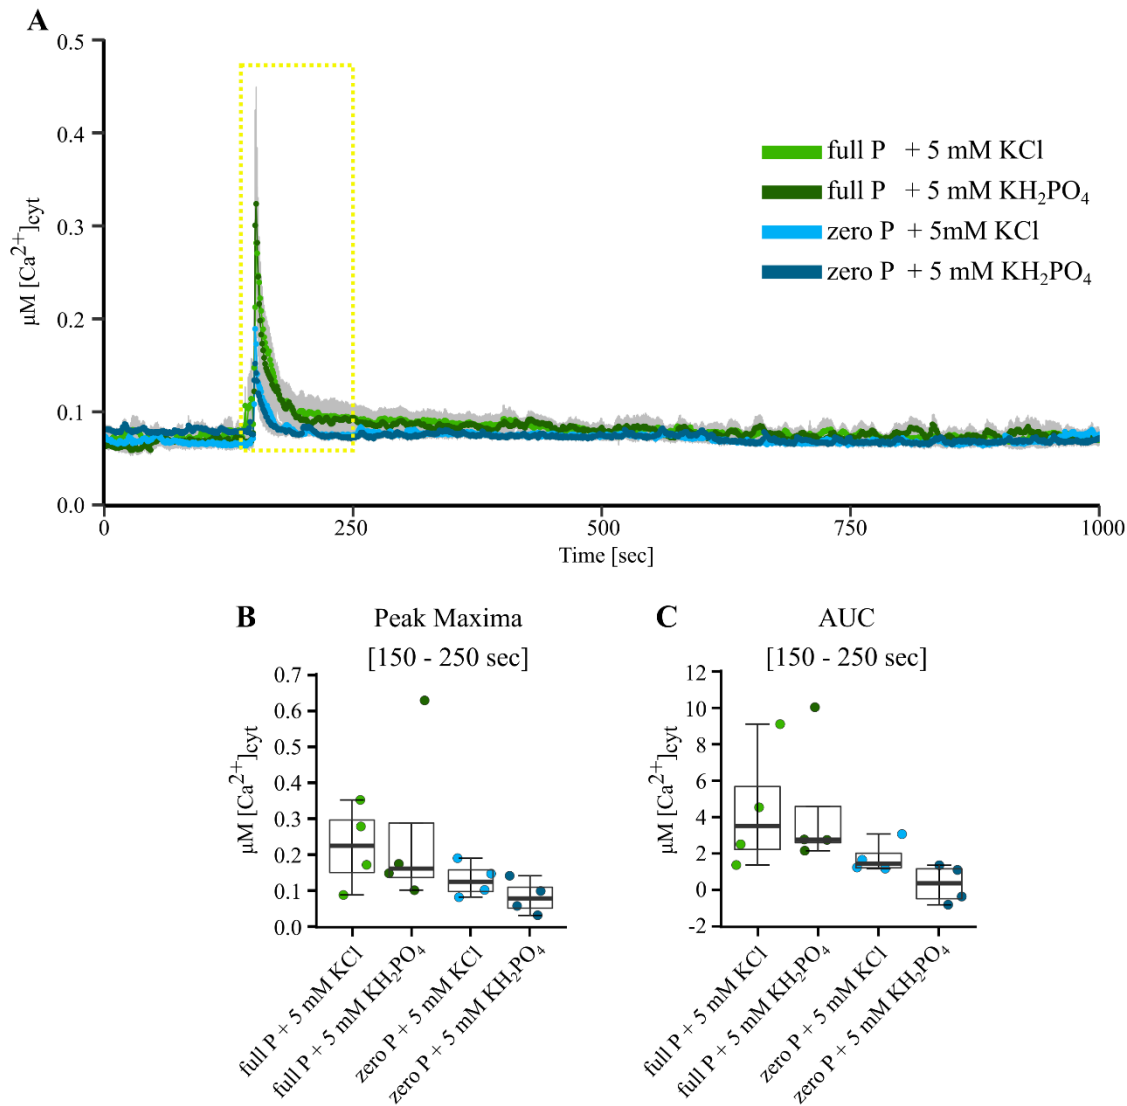 A
0.5
0.4
0.3
0.2
0.1
0.0
µM [Ca²⁺]cyt
full P + 5 mM KCl
full P + 5 mM KH₂PO₄
zero P + 5mM KCl
zero P + 5 mM KH₂PO₄
0 250 500 750 1000
Time [sec]
B Peak Maxima
[150 - 250 sec]
0.7
0.6
0.5
0.4
0.3
0.2
0.1
0.0
µM [Ca²⁺]cyt
full P + 5 mM KCl
full P + 5 mM KH₂PO₄
zero P + 5 mM KCl
zero P + 5 mM KH₂PO₄
C AUC
[150 - 250 sec]
12
10
8
6
4
2
0
-2
µM [Ca²⁺]cyt
full P + 5 mM KCl
full P + 5 mM KH₂PO₄
zero P + 5 mM KCl
zero P + 5 mM KH₂PO₄